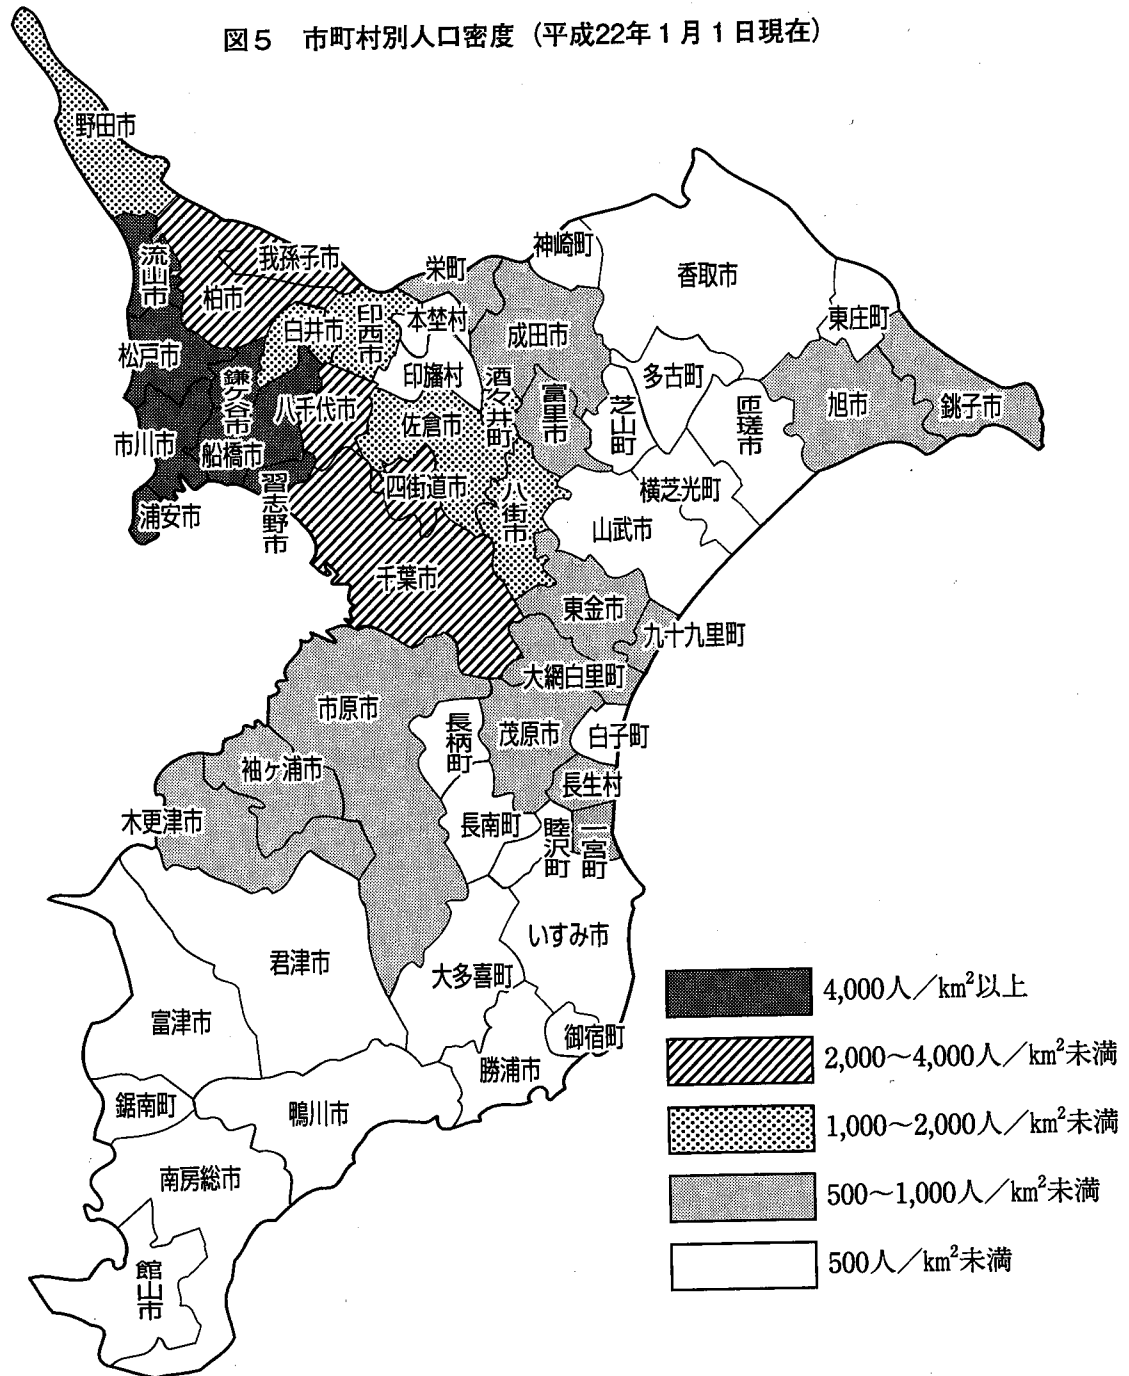 図5 市町村別人口密度（平成22年1月1日現在）
野田市
流山市
我孫子市
柏市
松戸市
鎌ケ谷市
白井市
印西市
栄町
本埜村
印旛村
神崎町
香取市
東庄町
成田市
多古町
芝山町
匝瑳市
旭市
銚子市
市川市
船橋市
八千代市
佐倉市
酒々井町
富里市
浦安市
習志野市
四街道市
八街市
横芝光町
山武市
千葉市
東金市
九十九里町
大網白里町
市原市
長柄町
茂原市
白子町
袖ヶ浦市
長生村
木更津市
長南町
睦沢町
一宮町
いすみ市
君津市
大多喜町
富津市
御宿町
勝浦市
鋸南町
鴨川市
南房総市
館山市
4,000人／km²以上
2,000～4,000人／km²未満
1,000～2,000人／km²未満
500～1,000人／km²未満
500人／km²未満